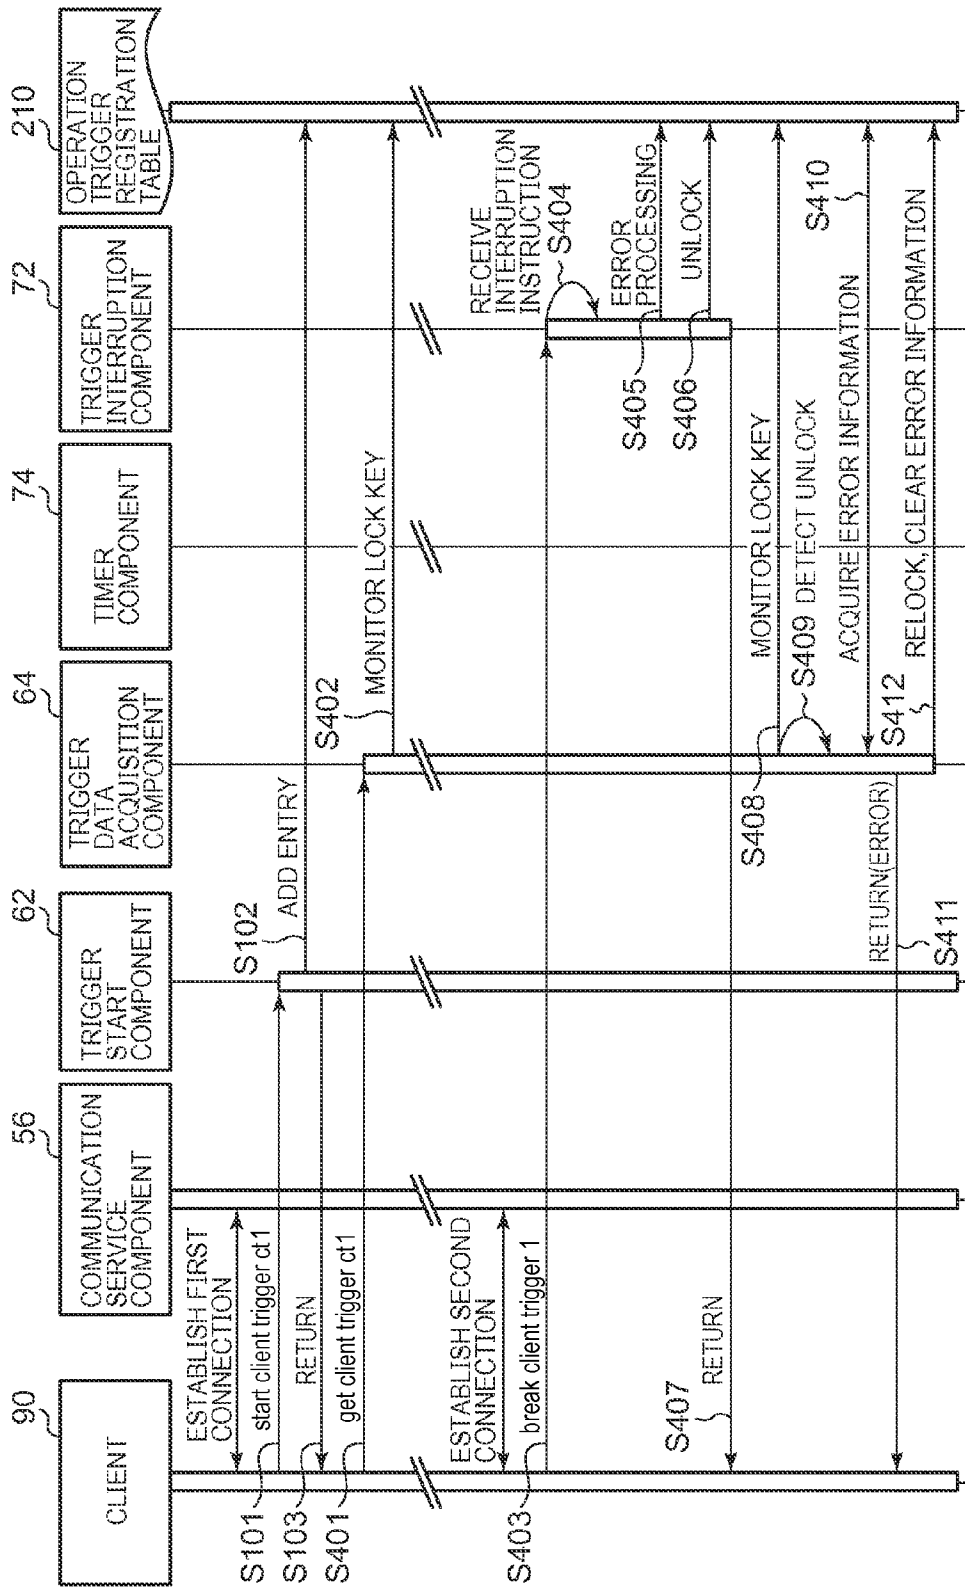 90
56
62
64
74
72
210
CLIENT
COMMUNICATION
SERVICE
COMPONENT
TRIGGER
START
COMPONENT
TRIGGER
DATA
ACQUISITION
COMPONENT
TIMER
COMPONENT
TRIGGER
INTERRUPTION
COMPONENT
OPERATION
TRIGGER
REGISTRATION
TABLE
ESTABLISH FIRST
CONNECTION
S101
start client trigger ct1
S102
ADD ENTRY
S103
RETURN
S401
get client trigger ct1
S402
MONITOR LOCK KEY
ESTABLISH SECOND
CONNECTION
S403
break client trigger 1
RECEIVE
INTERRUPTION
INSTRUCTION
S404
S405
ERROR
PROCESSING
S406
UNLOCK
S407
RETURN
S408
MONITOR LOCK KEY
S409 DETECT UNLOCK
ACQUIRE ERROR INFORMATION
S410
RETURN(ERROR)
S411
S412
RELOCK, CLEAR ERROR INFORMATION